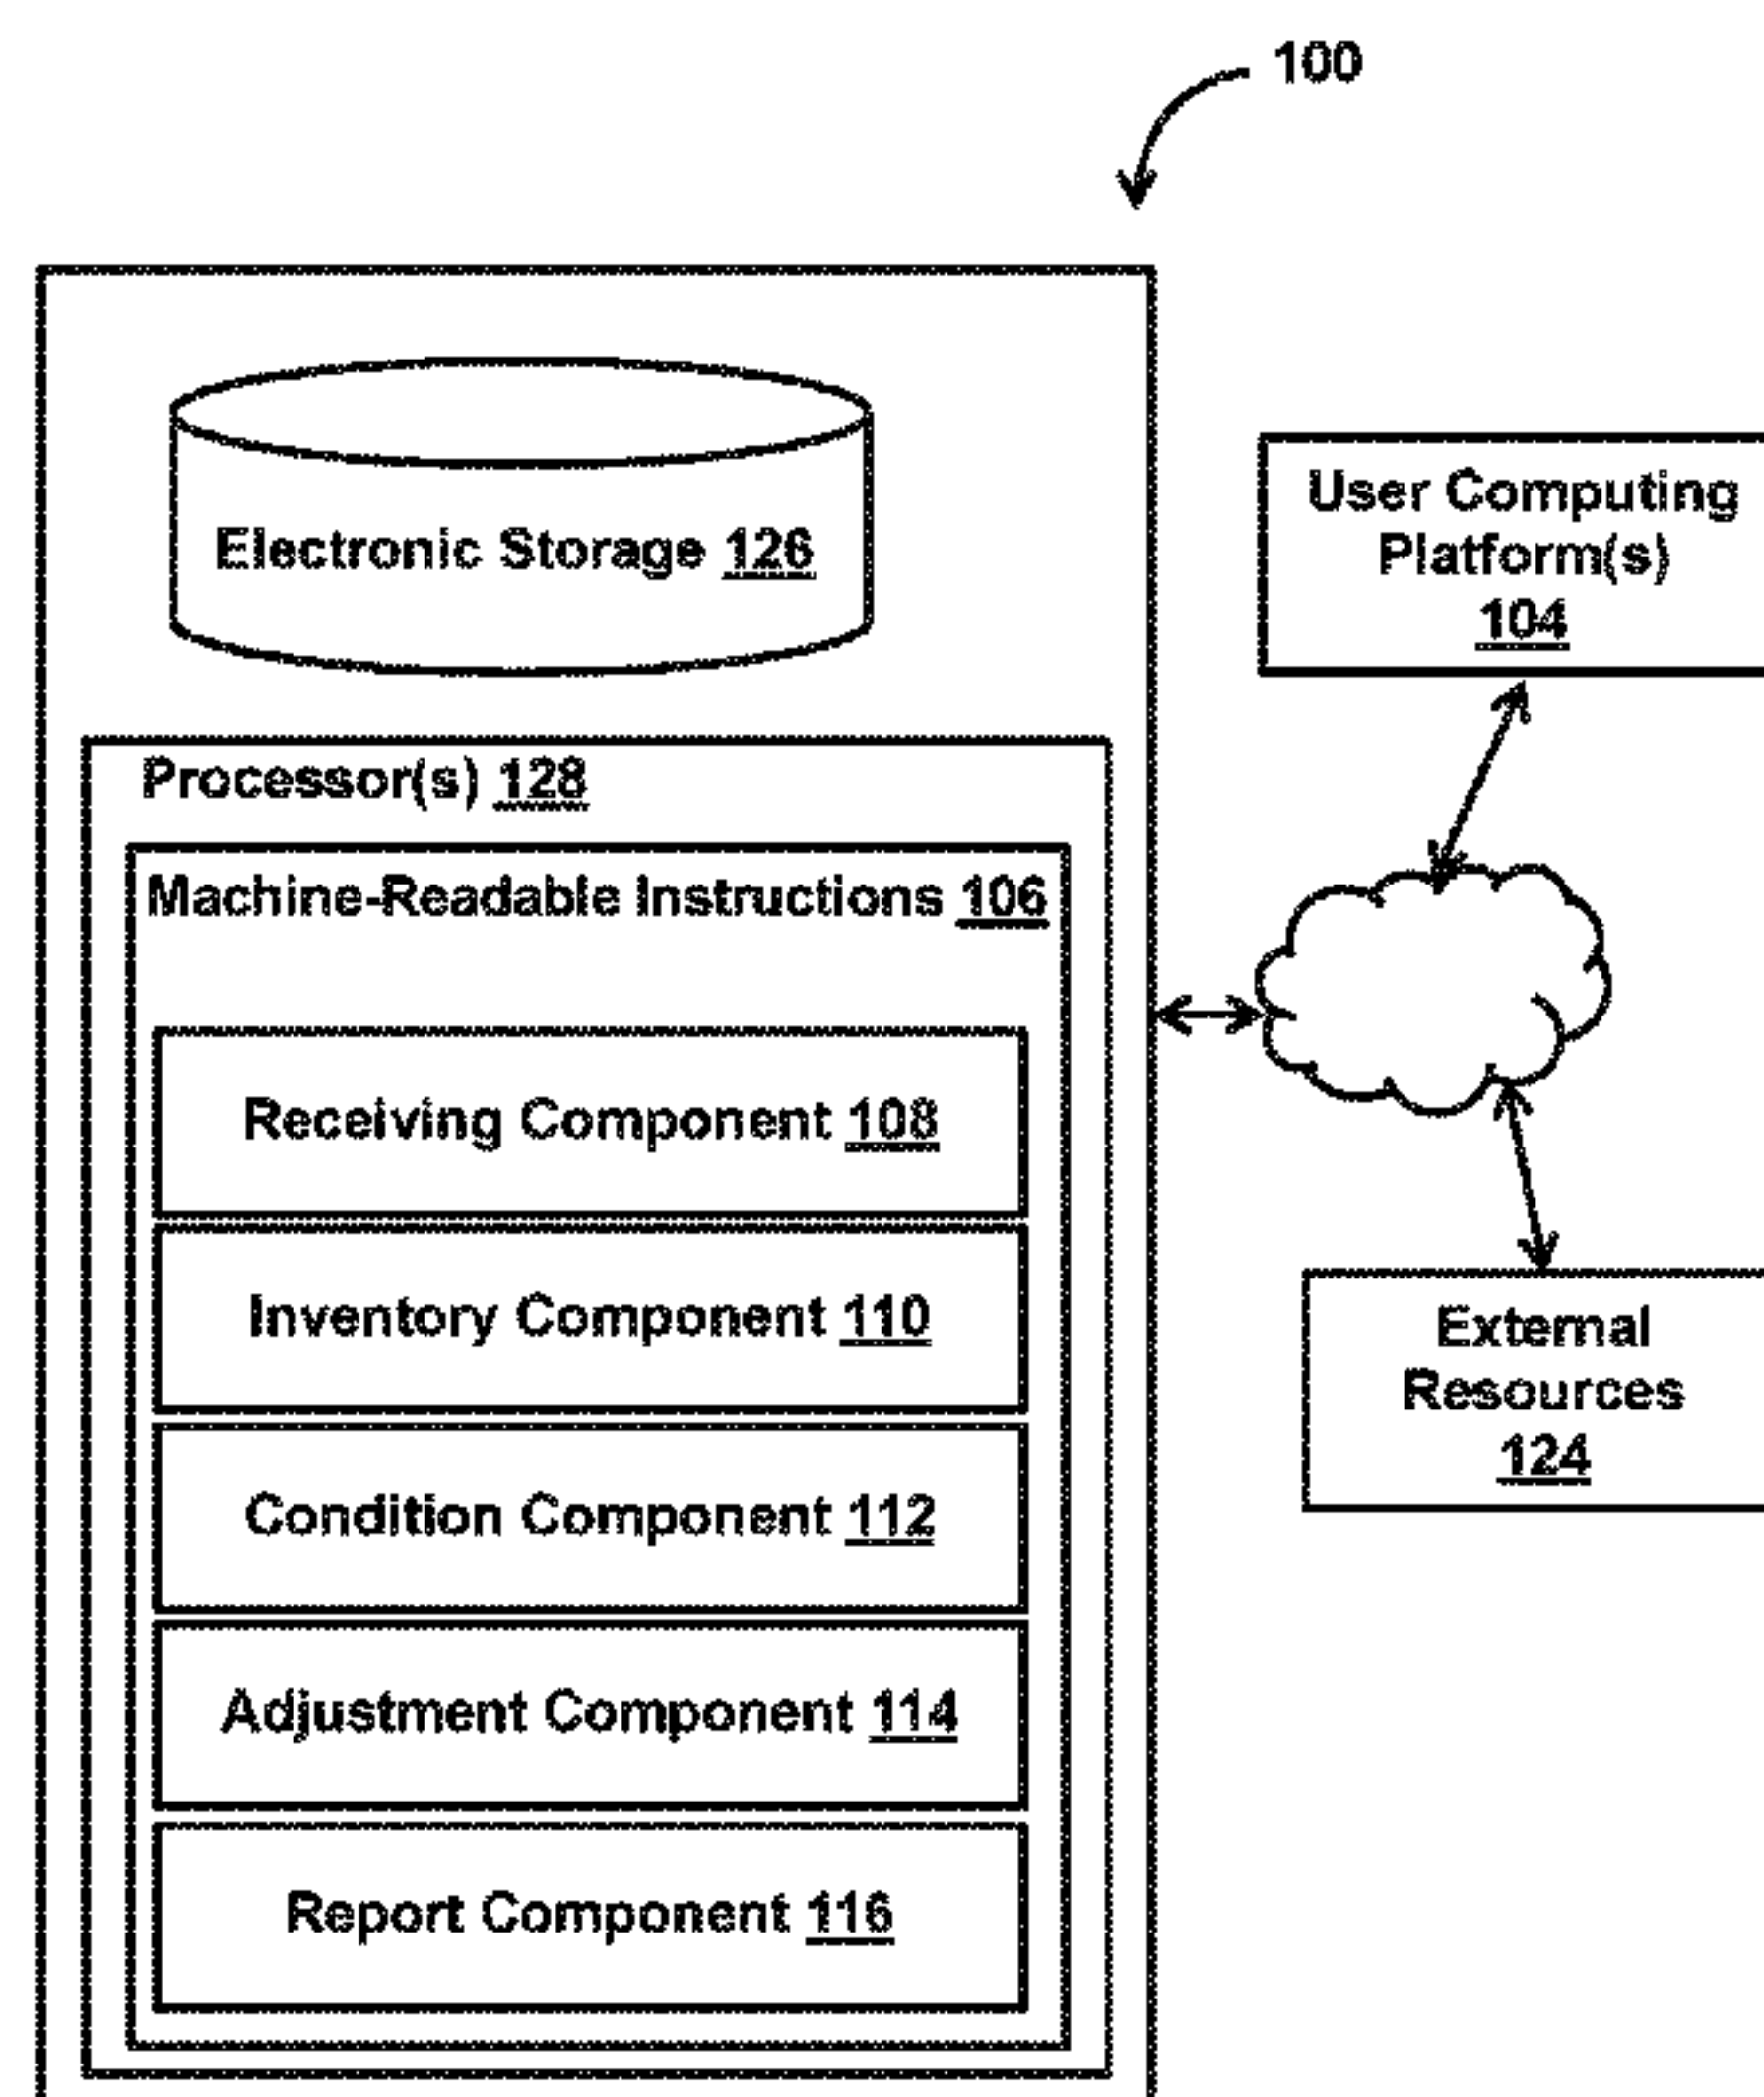 100
Electronic Storage 126
User Computing
Platform(s)
104
Processor(s) 128
Machine-Readable Instructions 106
Receiving Component 108
Inventory Component 110
External
Resources
124
Condition Component 112
Adjustment Component 114
Report Component 116